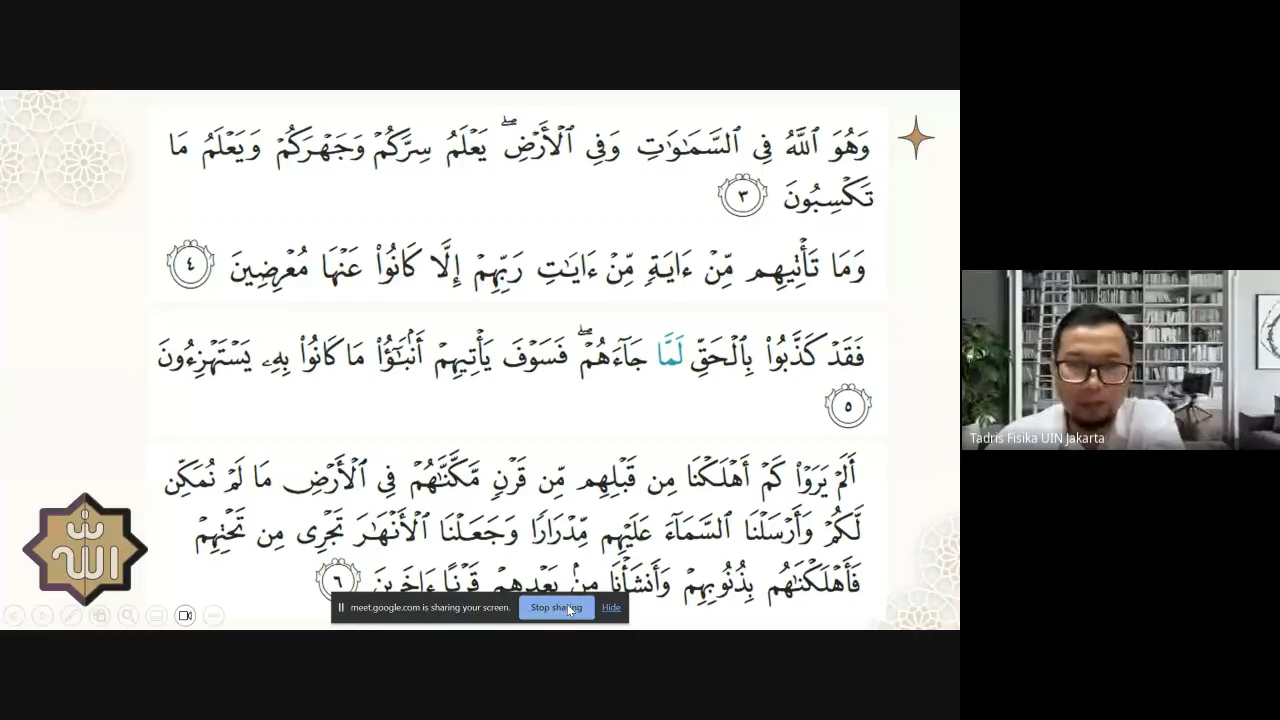 وَهُوَ ٱللَّهُ فِى ٱلسَّمَٰوَٰتِ وَفِى ٱلْأَرْضِ ۖ يَعْلَمُ سِرَّكُمْ وَجَهْرَكُمْ وَيَعْلَمُ مَا
تَكْسِبُونَ ٣
وَمَا تَأْتِيهِم مِّنْ ءَايَةٍ مِّنْ ءَايَٰتِ رَبِّهِمْ إِلَّا كَانُوا۟ عَنْهَا مُعْرِضِينَ ٤
فَقَدْ كَذَّبُوا۟ بِٱلْحَقِّ لَمَّا جَآءَهُمْ ۖ فَسَوْفَ يَأْتِيهِمْ أَنۢبَٰٓؤُا۟ مَا كَانُوا۟ بِهِۦ يَسْتَهْزِءُونَ
٥
أَلَمْ يَرَوْا۟ كَمْ أَهْلَكْنَا مِن قَبْلِهِم مِّن قَرْنٍ مَّكَّنَّٰهُمْ فِى ٱلْأَرْضِ مَا لَمْ نُمَكِّن
لَّكُمْ وَأَرْسَلْنَا ٱلسَّمَآءَ عَلَيْهِم مِّدْرَارًا وَجَعَلْنَا ٱلْأَنْهَٰرَ تَجْرِى مِن تَحْتِهِمْ
فَأَهْلَكْنَٰهُم بِذُنُوبِهِمْ وَأَنشَأْنَا مِنۢ بَعْدِهِمْ قَرْنًا ءَاخَرِينَ ٦
الله
meet.google.com is sharing your screen. Stop sharing Hide
Tadris Fisika UIN Jakarta